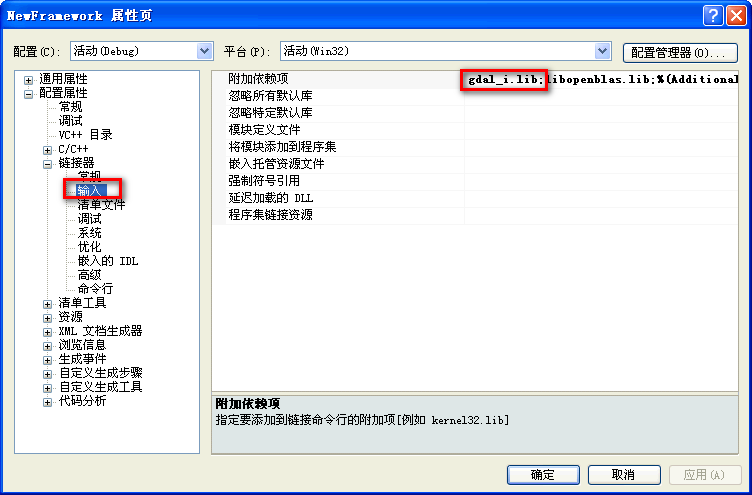 NewFramework 属性页
配置(C): 活动(Debug) 平台(P): 活动(Win32) 配置管理器(O)...
通用属性
配置属性
常规
调试
VC++ 目录
C/C++
链接器
常规
输入
清单文件
调试
系统
优化
嵌入的 IDL
高级
命令行
清单工具
资源
XML 文档生成器
浏览信息
生成事件
自定义生成步骤
自定义生成工具
代码分析
附加依赖项 gdal_i.lib;libopenblas.lib;%(Additional
忽略所有默认库
忽略特定默认库
模块定义文件
将模块添加到程序集
嵌入托管资源文件
强制符号引用
延迟加载的 DLL
程序集链接资源
附加依赖项
指定要添加到链接命令行的附加项[例如 kernel32.lib]
确定 取消 应用(A)